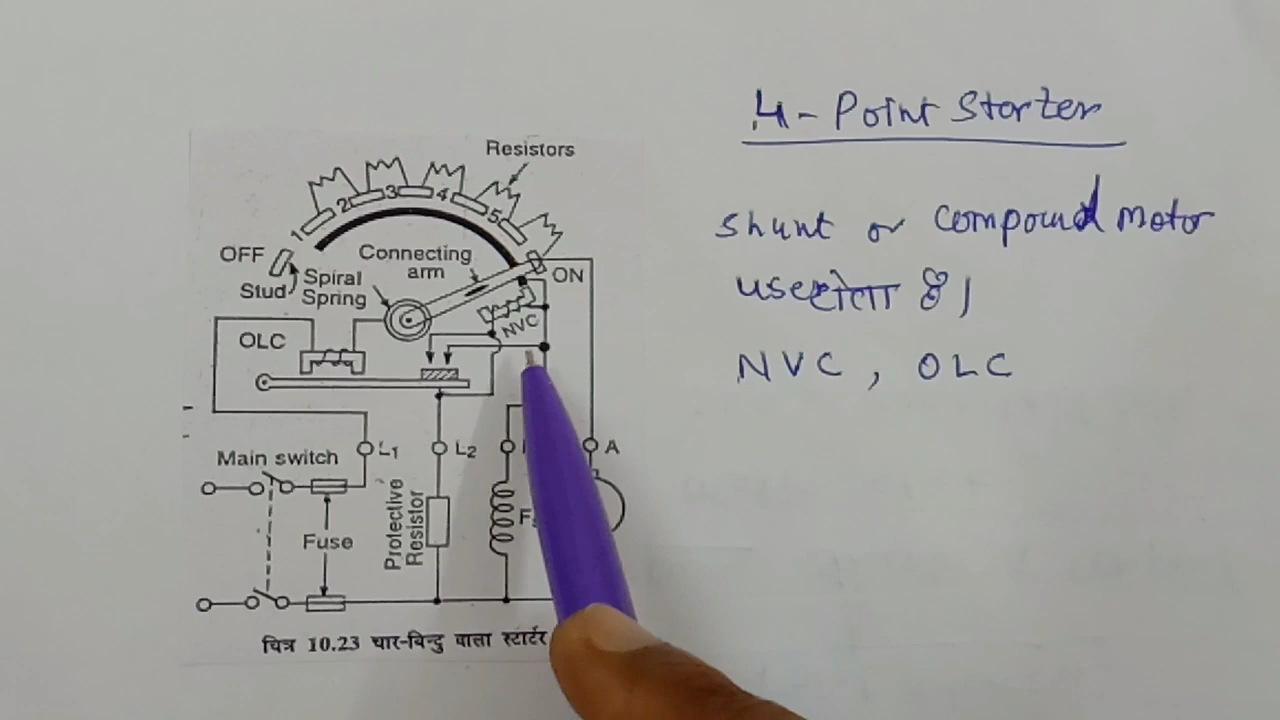 4-Point Starter
shunt or compound motor
use होता है।
NVC, OLC
Resistors
1 2 3 4 5
OFF
Stud
Spiral
Spring
Connecting
arm
ON
NVC
OLC
L1
L2
A
Main switch
Fuse
Protective
Resistor
चित्र 10.23 चार-बिन्दु वाला स्टार्टर